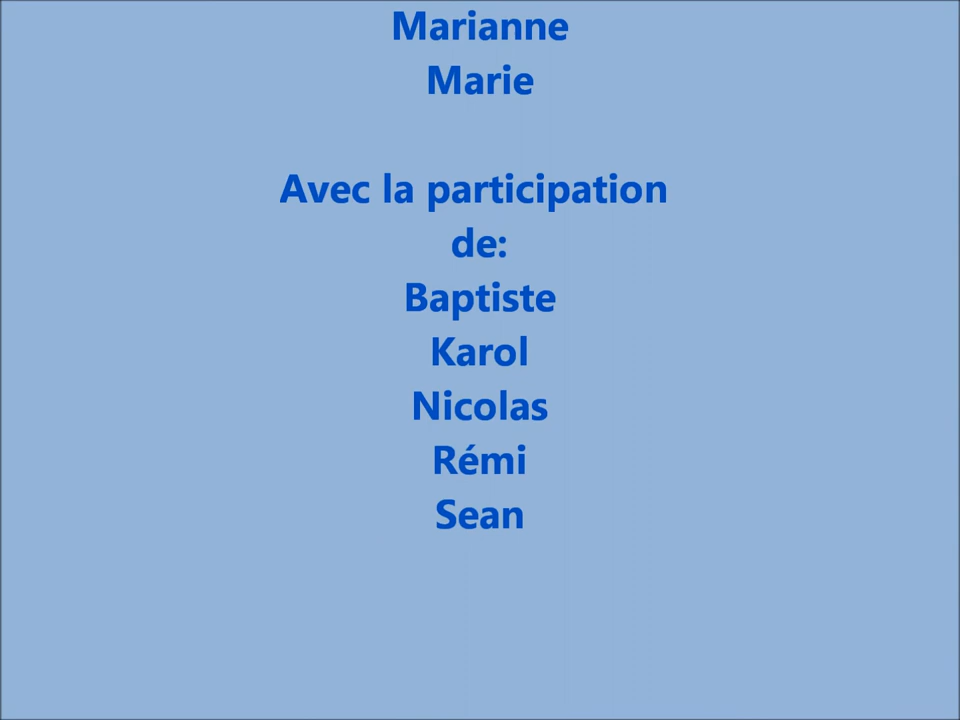 Marianne
Marie
Avec la participation
de:
Baptiste
Karol
Nicolas
Rémi
Sean